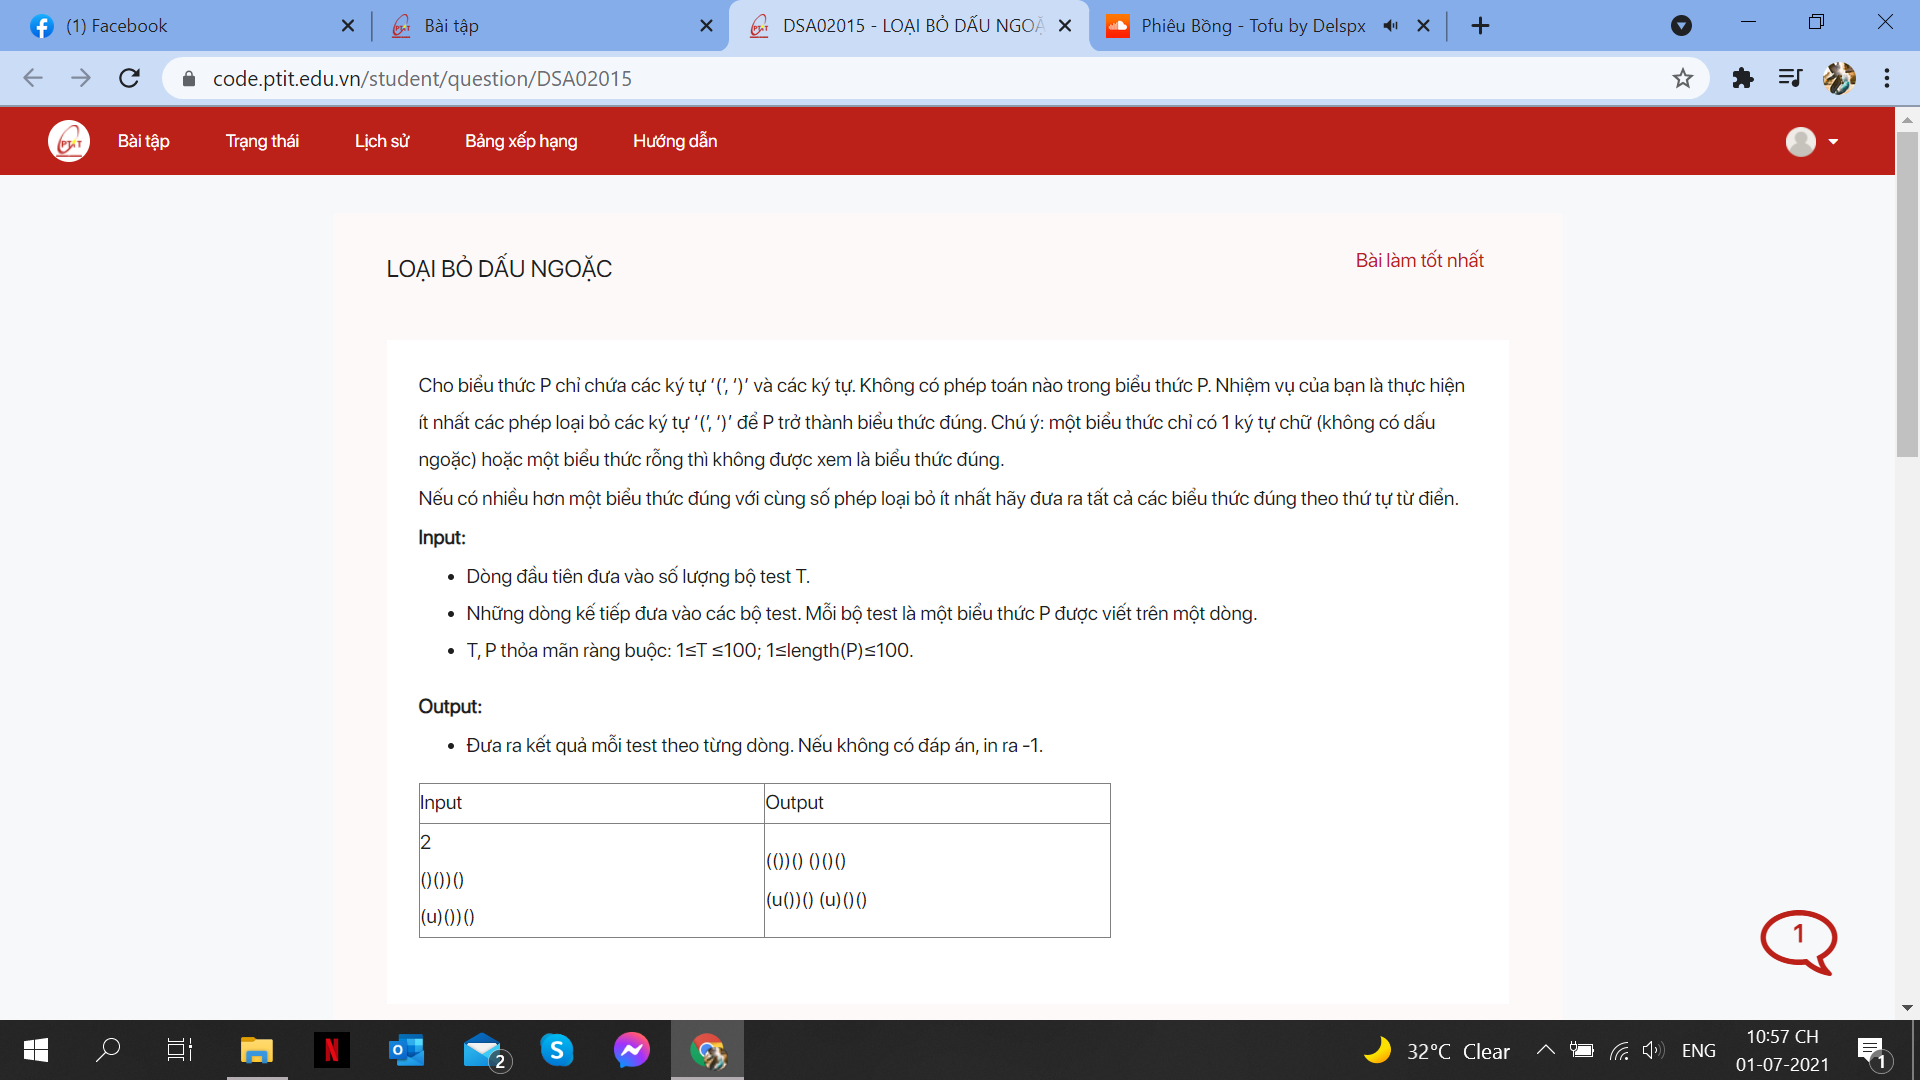 (1) Facebook
Bài tập
DSA02015 - LOẠI BỎ DẤU NGOẶ
Phiêu Bồng - Tofu by Delspx
code.ptit.edu.vn/student/question/DSA02015
PTIT
Bài tập
Trạng thái
Lịch sử
Bảng xếp hạng
Hướng dẫn
LOẠI BỎ DẤU NGOẶC
Bài làm tốt nhất
Cho biểu thức P chỉ chứa các ký tự ‘(’, ‘)’ và các ký tự. Không có phép toán nào trong biểu thức P. Nhiệm vụ của bạn là thực hiện
ít nhất các phép loại bỏ các ký tự ‘(’, ‘)’ để P trở thành biểu thức đúng. Chú ý: một biểu thức chỉ có 1 ký tự chữ (không có dấu
ngoặc) hoặc một biểu thức rỗng thì không được xem là biểu thức đúng.
Nếu có nhiều hơn một biểu thức đúng với cùng số phép loại bỏ ít nhất hãy đưa ra tất cả các biểu thức đúng theo thứ tự từ điển.
Input:
• Dòng đầu tiên đưa vào số lượng bộ test T.
• Những dòng kế tiếp đưa vào các bộ test. Mỗi bộ test là một biểu thức P được viết trên một dòng.
• T, P thỏa mãn ràng buộc: 1≤T ≤100; 1≤length(P)≤100.
Output:
• Đưa ra kết quả mỗi test theo từng dòng. Nếu không có đáp án, in ra -1.
Input
Output
2
()())()
(u)())()
(())() ()()()
(u())() (u)()()
1
2
32°C Clear
ENG
10:57 CH
01-07-2021
1